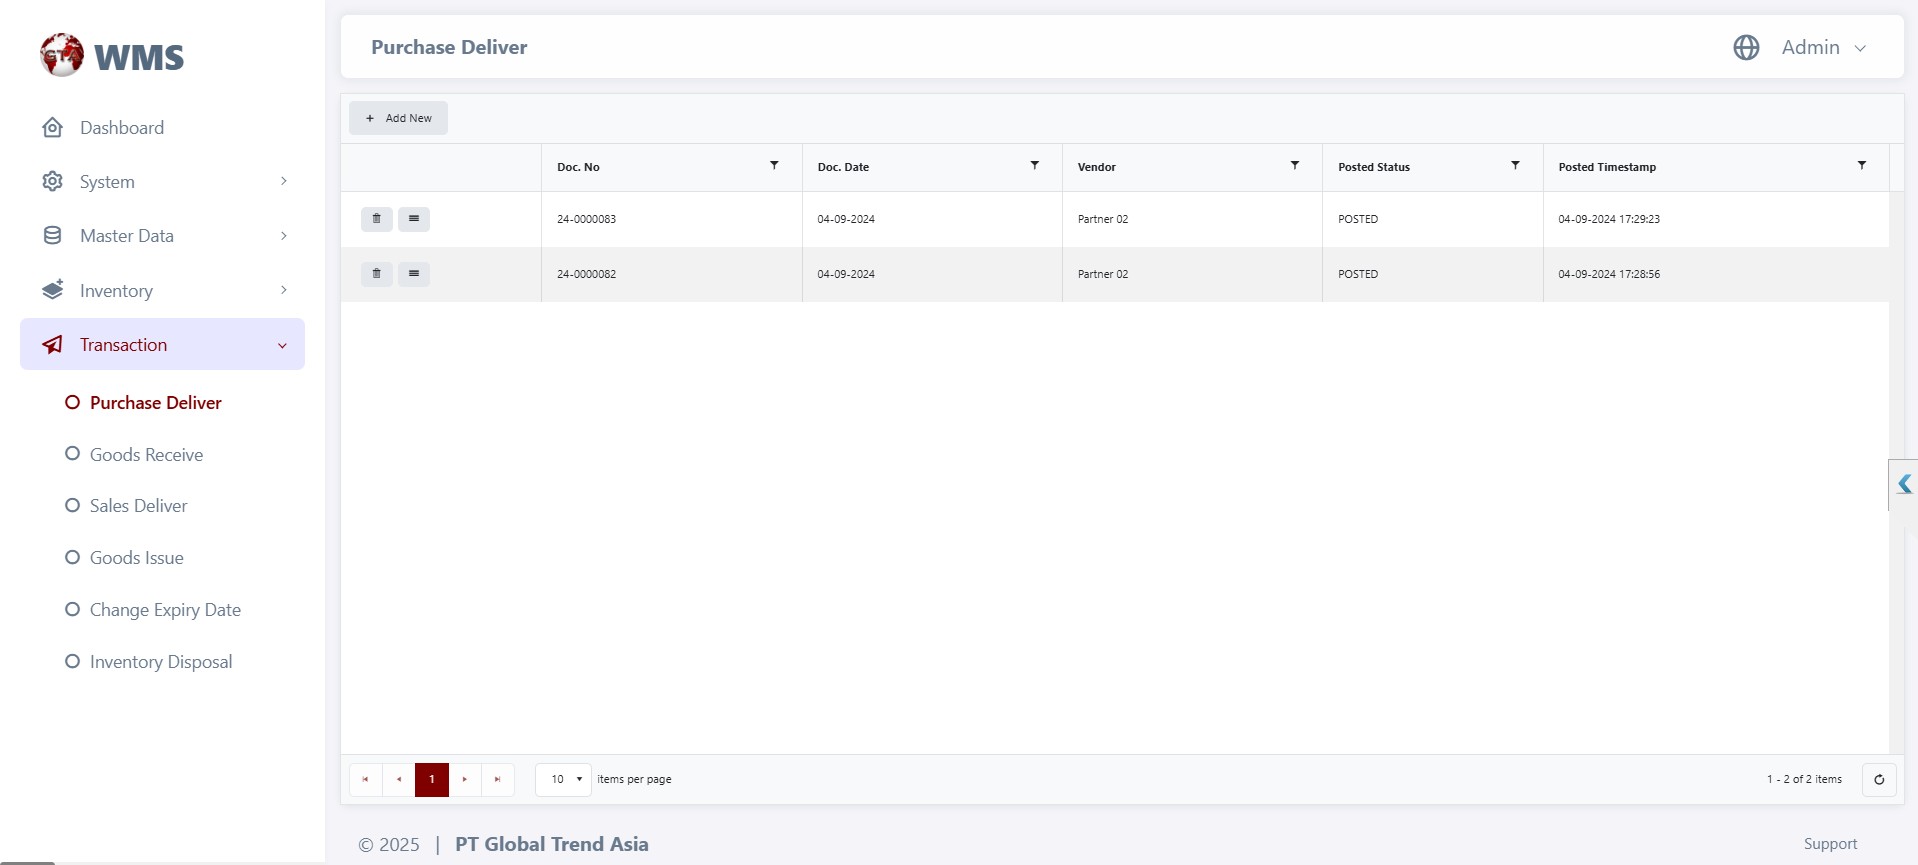 GTA WMS
Dashboard
System
Master Data
Inventory
Transaction
Purchase Deliver
Goods Receive
Sales Deliver
Goods Issue
Change Expiry Date
Inventory Disposal
Purchase Deliver
Admin
+ Add New
Doc. No Doc. Date Vendor Posted Status Posted Timestamp
24-0000083 04-09-2024 Partner 02 POSTED 04-09-2024 17:29:23
24-0000082 04-09-2024 Partner 02 POSTED 04-09-2024 17:28:56
1 10 items per page 1 - 2 of 2 items
© 2025 | PT Global Trend Asia Support